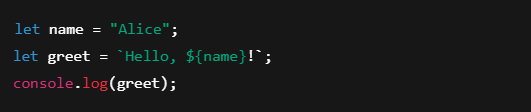 let name = "Alice";
let greet = `Hello, ${name}!`;
console.log(greet);